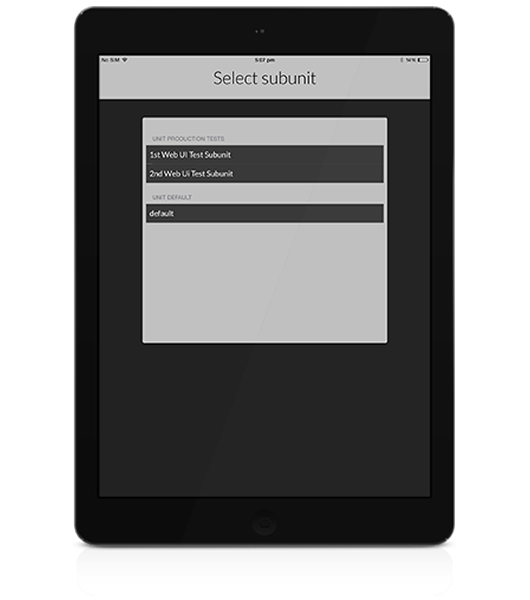 No SIM
5:07 pm
14%
Select subunit
UNIT PRODUCTION TESTS
1st Web UI Test Subunit
2nd Web Ui Test Subunit
UNIT DEFAULT
default